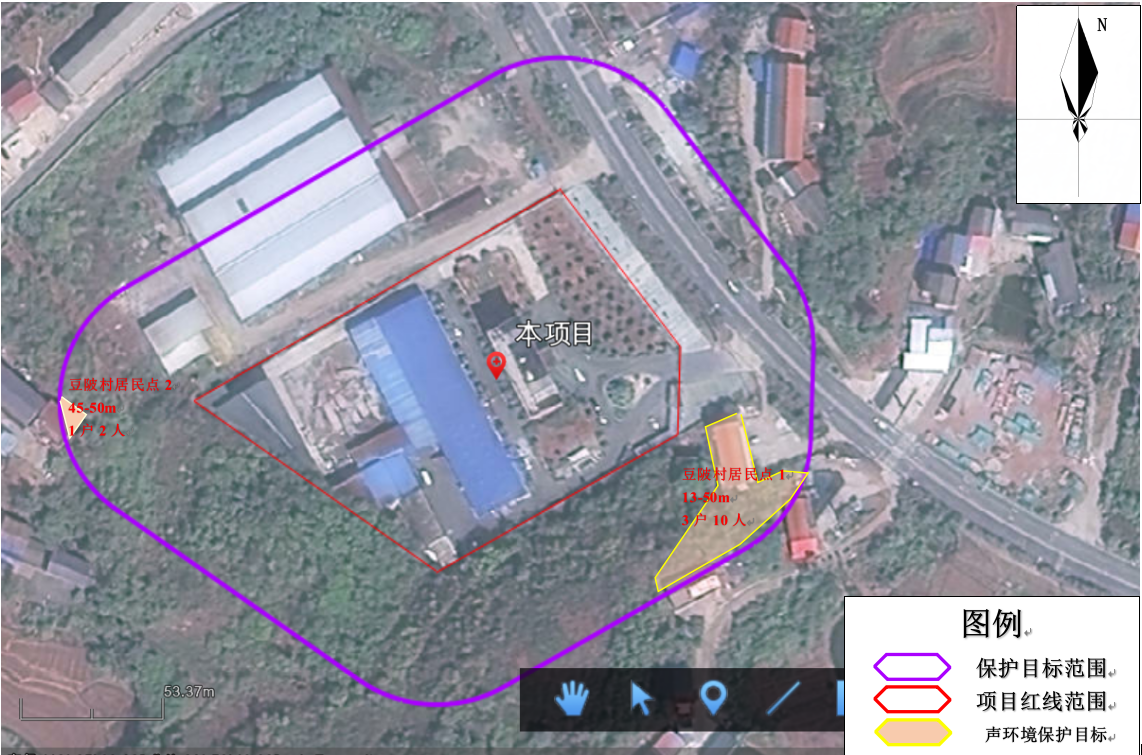 N
本项目
豆陂村居民点 2
45-50m
1 户 2 人
豆陂村居民点 1
13-50m
3 户 10 人
53.37m
图例
保护目标范围
项目红线范围
声环境保护目标